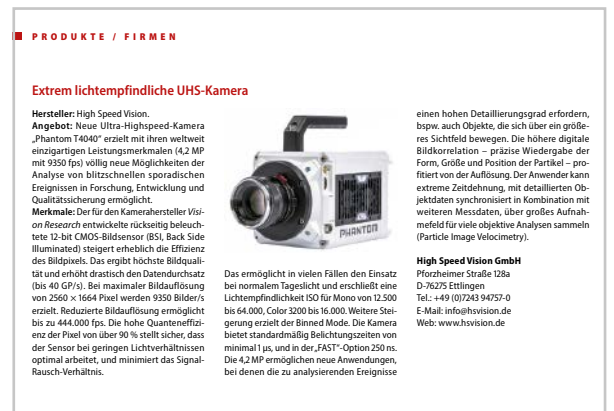 PRODUKTE / FIRMEN
Extrem lichtempfindliche UHS-Kamera
Hersteller: High Speed Vision.
Angebot: Neue Ultra-Highspeed-Kamera
„Phantom T4040“ erzielt mit ihren weltweit
einzigartigen Leistungsmerkmalen (4,2 MP
mit 9350 fps) völlig neue Möglichkeiten der
Analyse von blitzschnellen sporadischen
Ereignissen in Forschung, Entwicklung und
Qualitätssicherung ermöglicht.
Merkmale: Der für den Kamerahersteller Visi-
on Research entwickelte rückseitig beleuch-
tete 12-bit CMOS-Bildsensor (BSI, Back Side
Illuminated) steigert erheblich die Effizienz
des Bildpixels. Das ergibt höchste Bildquali-
tät und erhöht drastisch den Datendurchsatz
(bis 40 GP/s). Bei maximaler Bildauflösung
von 2560 × 1664 Pixel werden 9350 Bilder/s
erzielt. Reduzierte Bildauflösung ermöglicht
bis zu 444.000 fps. Die hohe Quanteneffizi-
enz der Pixel von über 90 % stellt sicher, dass
der Sensor bei geringen Lichtverhältnissen
optimal arbeitet, und minimiert das Signal-
Rausch-Verhältnis.
PHANTOM
Das ermöglicht in vielen Fällen den Einsatz
bei normalem Tageslicht und erschließt eine
Lichtempfindlichkeit ISO für Mono von 12.500
bis 64.000, Color 3200 bis 16.000. Weitere Stei-
gerung erzielt der Binned Mode. Die Kamera
bietet standardmäßig Belichtungszeiten von
minimal 1 µs, und in der „FAST“-Option 250 ns.
Die 4,2 MP ermöglichen neue Anwendungen,
bei denen die zu analysierenden Ereignisse
einen hohen Detaillierungsgrad erfordern,
bspw. auch Objekte, die sich über ein größe-
res Sichtfeld bewegen. Die höhere digitale
Bildkorrelation – präzise Wiedergabe der
Form, Größe und Position der Partikel – pro-
fitiert von der Auflösung. Der Anwender kann
extreme Zeitdehnung, mit detaillierten Ob-
jektdaten synchronisiert in Kombination mit
weiteren Messdaten, über großes Aufnah-
mefeld für viele objektive Analysen sammeln
(Particle Image Velocimetry).
High Speed Vision GmbH
Pforzheimer Straße 128a
D-76275 Ettlingen
Tel.: +49 (0)7243 94757-0
E-Mail: info@hsvision.de
Web: www.hsvision.de